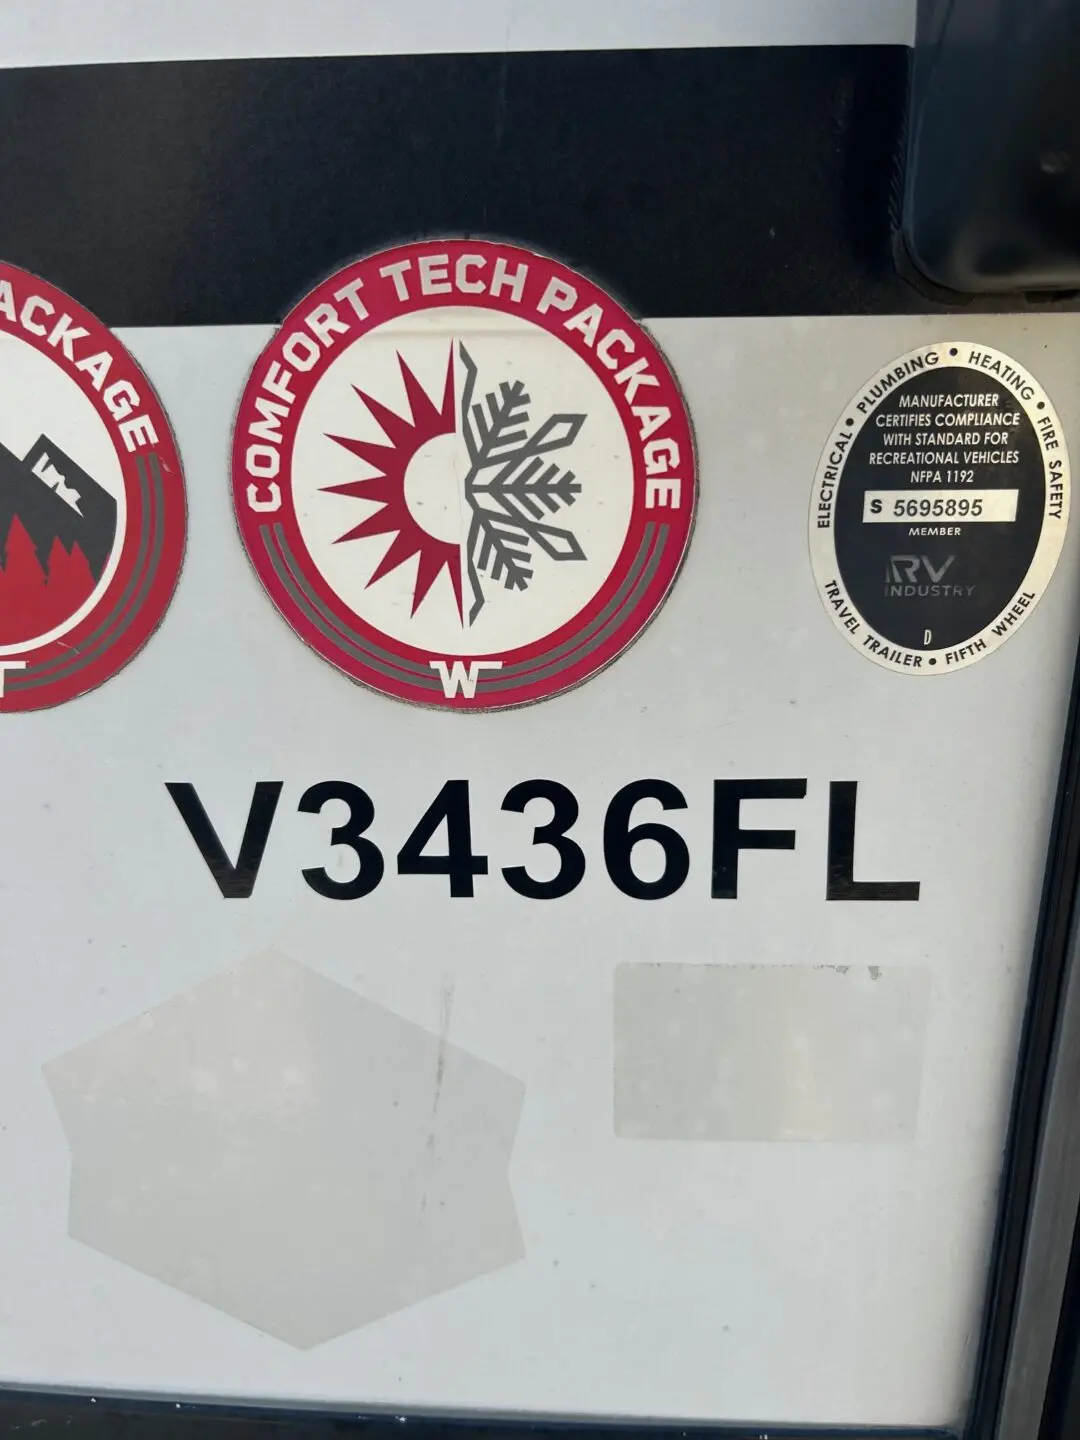 ACKAGE
COMFORT TECH PACKAGE
W
ELECTRICAL • PLUMBING • HEATING • FIRE SAFETY
MANUFACTURER
CERTIFIES COMPLIANCE
WITH STANDARD FOR
RECREATIONAL VEHICLES
NFPA 1192
S 5695895
MEMBER
RV
INDUSTRY
D
TRAVEL TRAILER • FIFTH WHEEL
V3436FL